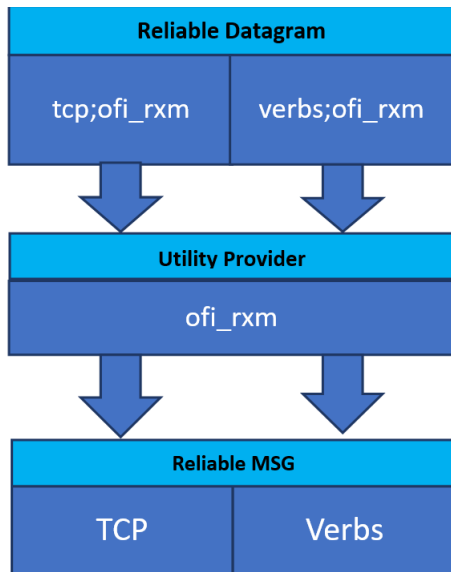 Reliable Datagram
tcp;ofi_rxm
verbs;ofi_rxm
Utility Provider
ofi_rxm
Reliable MSG
TCP
Verbs